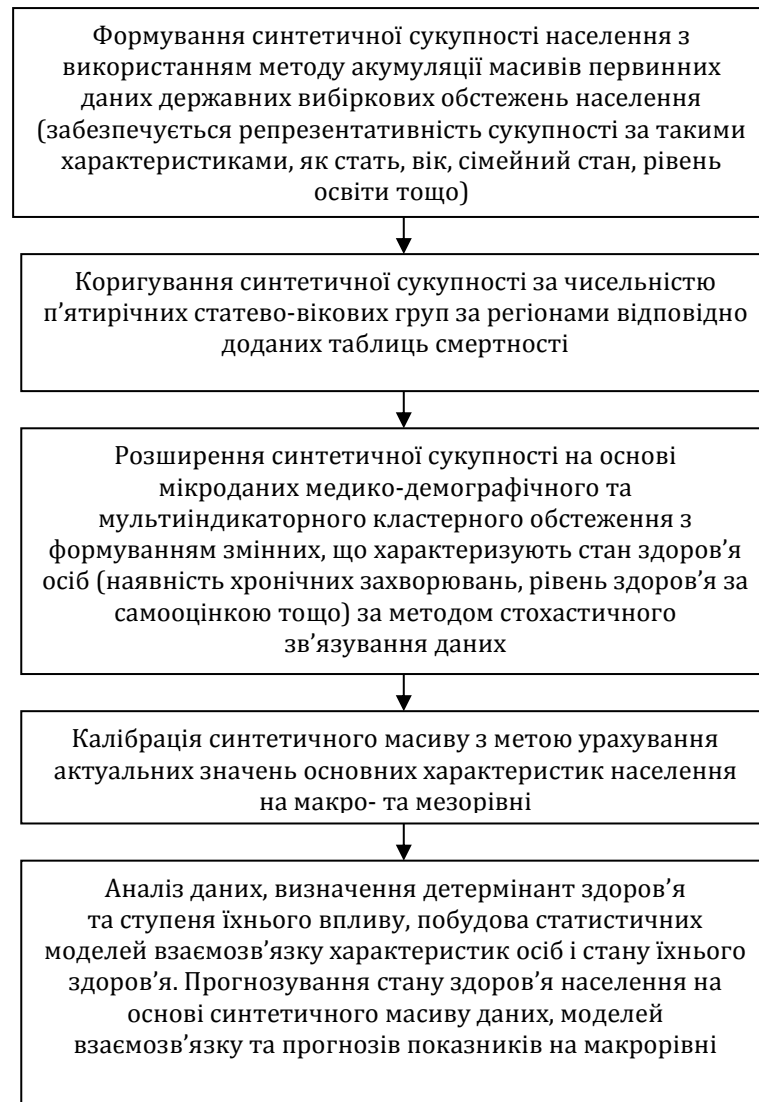 Формування синтетичної сукупності населення з
використанням методу акумуляції масивів первинних
даних державних вибіркових обстежень населення
(забезпечується репрезентативність сукупності за такими
характеристиками, як стать, вік, сімейний стан, рівень
освіти тощо)
Коригування синтетичної сукупності за чисельністю
п’ятирічних статево-вікових груп за регіонами відповідно
доданих таблиць смертності
Розширення синтетичної сукупності на основі
мікроданих медико-демографічного та
мультиіндикаторного кластерного обстеження з
формуванням змінних, що характеризують стан здоров’я
осіб (наявність хронічних захворювань, рівень здоров’я за
самооцінкою тощо) за методом стохастичного
зв’язування даних
Калібрація синтетичного масиву з метою урахування
актуальних значень основних характеристик населення
на макро- та мезорівні
Аналіз даних, визначення детермінант здоров’я
та ступеня їхнього впливу, побудова статистичних
моделей взаємозв’язку характеристик осіб і стану їхнього
здоров’я. Прогнозування стану здоров’я населення на
основі синтетичного масиву даних, моделей
взаємозв’язку та прогнозів показників на макрорівні